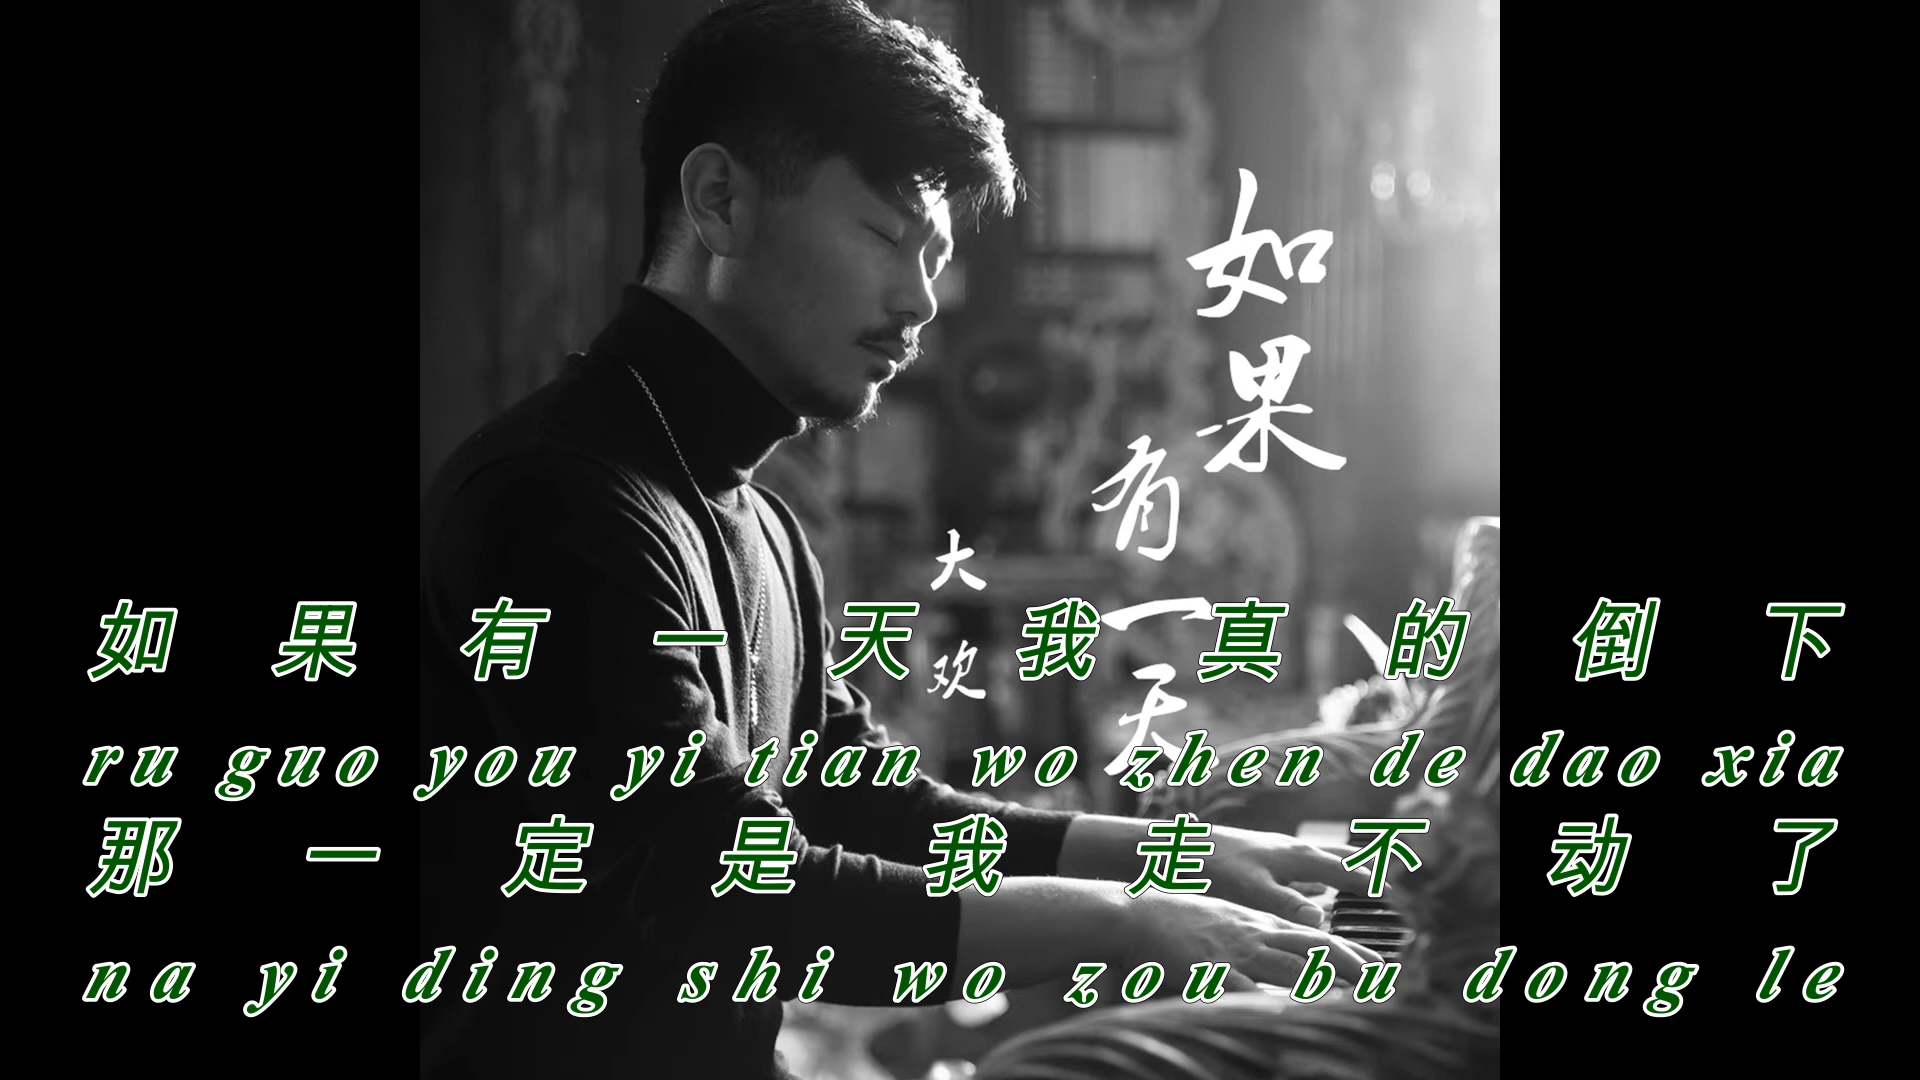 如果
有一天
大欢
如果有一天我真的倒下
ru guo you yi tian wo zhen de dao xia
那一定是我走不动了
na yi ding shi wo zou bu dong le